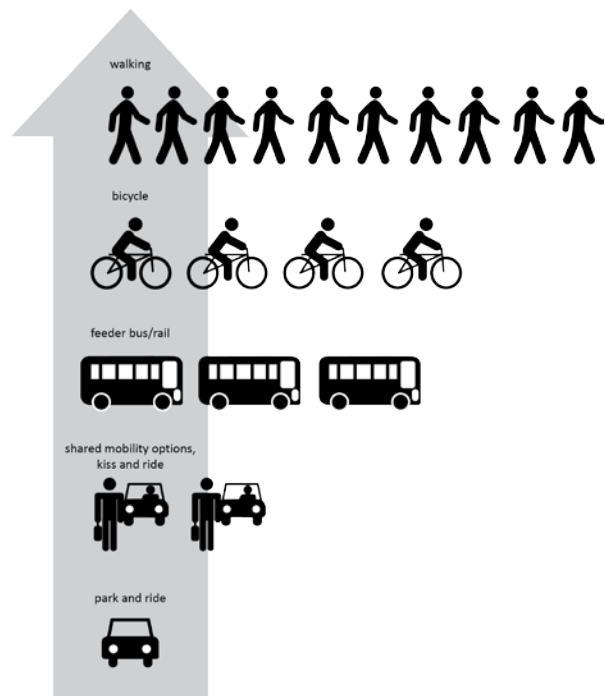 walking
bicycle
feeder bus/rail
shared mobility options,
kiss and ride
park and ride